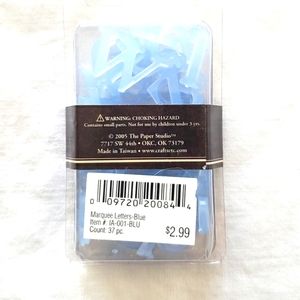 ⚠WARNING: CHOKING HAZARD
Contains small parts. Not for use by children under 3 yrs.
© 2005 The Paper Studio™
7717 SW 44th • OKC, OK 73179
Made in Taiwan • www.craftsetc.com
0 09720 20084 4
Marquee Letters-Blue
Item #: IA-001-BLU
Count: 37 pc.
$2.99